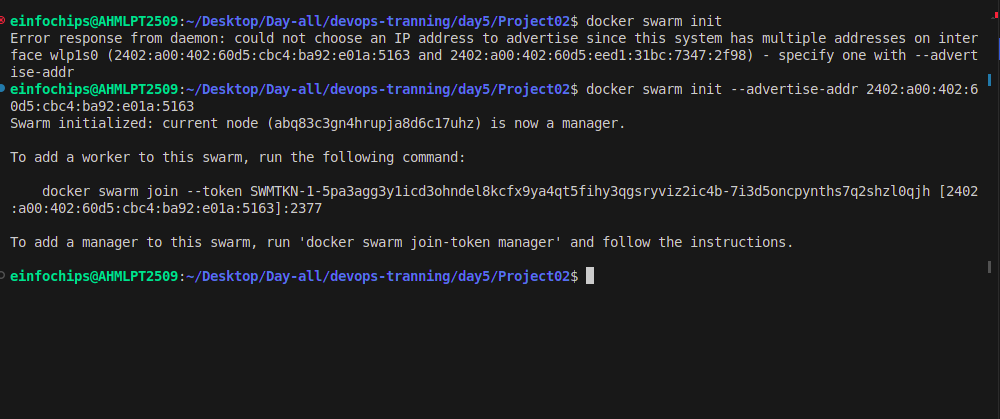 einfochips@AHMLPT2509:~/Desktop/Day-all/devops-tranning/day5/Project02$ docker swarm init
Error response from daemon: could not choose an IP address to advertise since this system has multiple addresses on inter
face wlp1s0 (2402:a00:402:60d5:cbc4:ba92:e01a:5163 and 2402:a00:402:60d5:eed1:31bc:7347:2f98) - specify one with --advert
ise-addr
einfochips@AHMLPT2509:~/Desktop/Day-all/devops-tranning/day5/Project02$ docker swarm init --advertise-addr 2402:a00:402:6
0d5:cbc4:ba92:e01a:5163
Swarm initialized: current node (abq83c3gn4hrupja8d6c17uhz) is now a manager.
To add a worker to this swarm, run the following command:
docker swarm join --token SWMTKN-1-5pa3agg3y1icd3ohndel8kcfx9ya4qt5fihy3qgsryviz2ic4b-7i3d5oncpynths7q2shzl0qjh [2402
:a00:402:60d5:cbc4:ba92:e01a:5163]:2377
To add a manager to this swarm, run 'docker swarm join-token manager' and follow the instructions.
einfochips@AHMLPT2509:~/Desktop/Day-all/devops-tranning/day5/Project02$